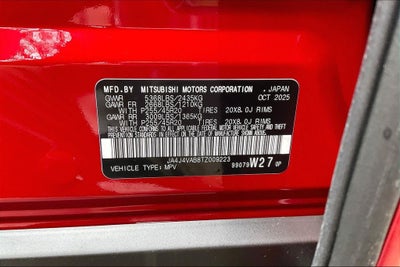 MFD.BY MITSUBISHI MOTORS CORPORATION , JAPAN
GVWR 5368LBS/2435KG OCT 2025
GAWR FR 2668LBS/1210KG
WITH P255/45R20 TIRES 20X8.0J RIMS
GAWR RR 3009LBS/1365KG
WITH P255/45R20 TIRES 20X8.0J RIMS
THIS VEHICLE CONFORMS TO ALL APPLICABLE
FEDERAL MOTOR VEHICLE SAFETY AND
THEFT PREVENTION STANDARDS IN EFFECT
ON THE DATE OF MANUFACTURE SHOWN ABOVE.
JA4J4VAB8TZ009223
VEHICLE TYPE: MPV 99079 W27 OP